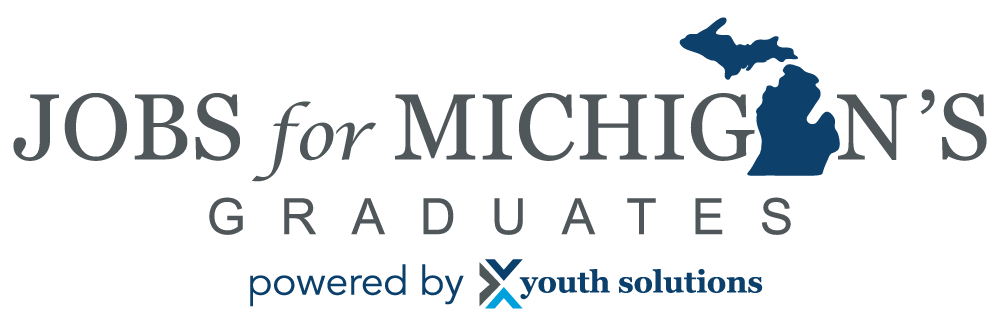 JOBS for MICHIGAN'S
GRADUATES
powered by youth solutions